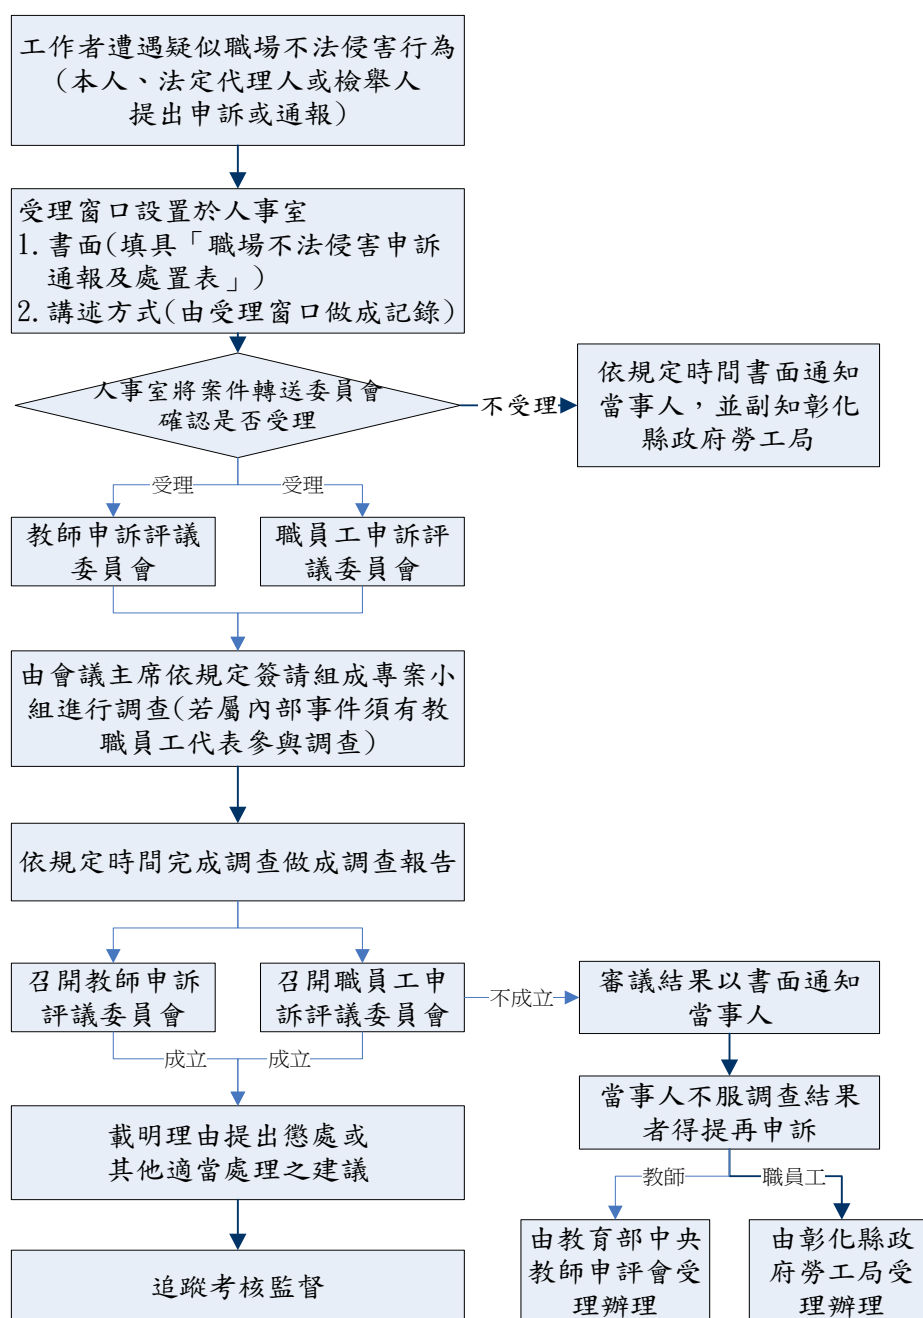 工作者遭遇疑似職場不法侵害行為
(本人、法定代理人或檢舉人
提出申訴或通報)
受理窗口設置於人事室
1.書面(填具「職場不法侵害申訴
通報及處置表」)
2.講述方式(由受理窗口做成記錄)
人事室將案件轉送委員會
確認是否受理
不受理
依規定時間書面通知
當事人，並副知彰化
縣政府勞工局
受理
受理
教師申訴評議
委員會
職員工申訴評
議委員會
由會議主席依規定簽請組成專案小
組進行調查(若屬內部事件須有教
職員工代表參與調查)
依規定時間完成調查做成調查報告
召開教師申訴
評議委員會
召開職員工申
訴評議委員會
不成立
審議結果以書面通知
當事人
成立
成立
當事人不服調查結果
者得提再申訴
載明理由提出懲處或
其他適當處理之建議
教師
職員工
追蹤考核監督
由教育部中央
教師申評會受
理辦理
由彰化縣政
府勞工局受
理辦理